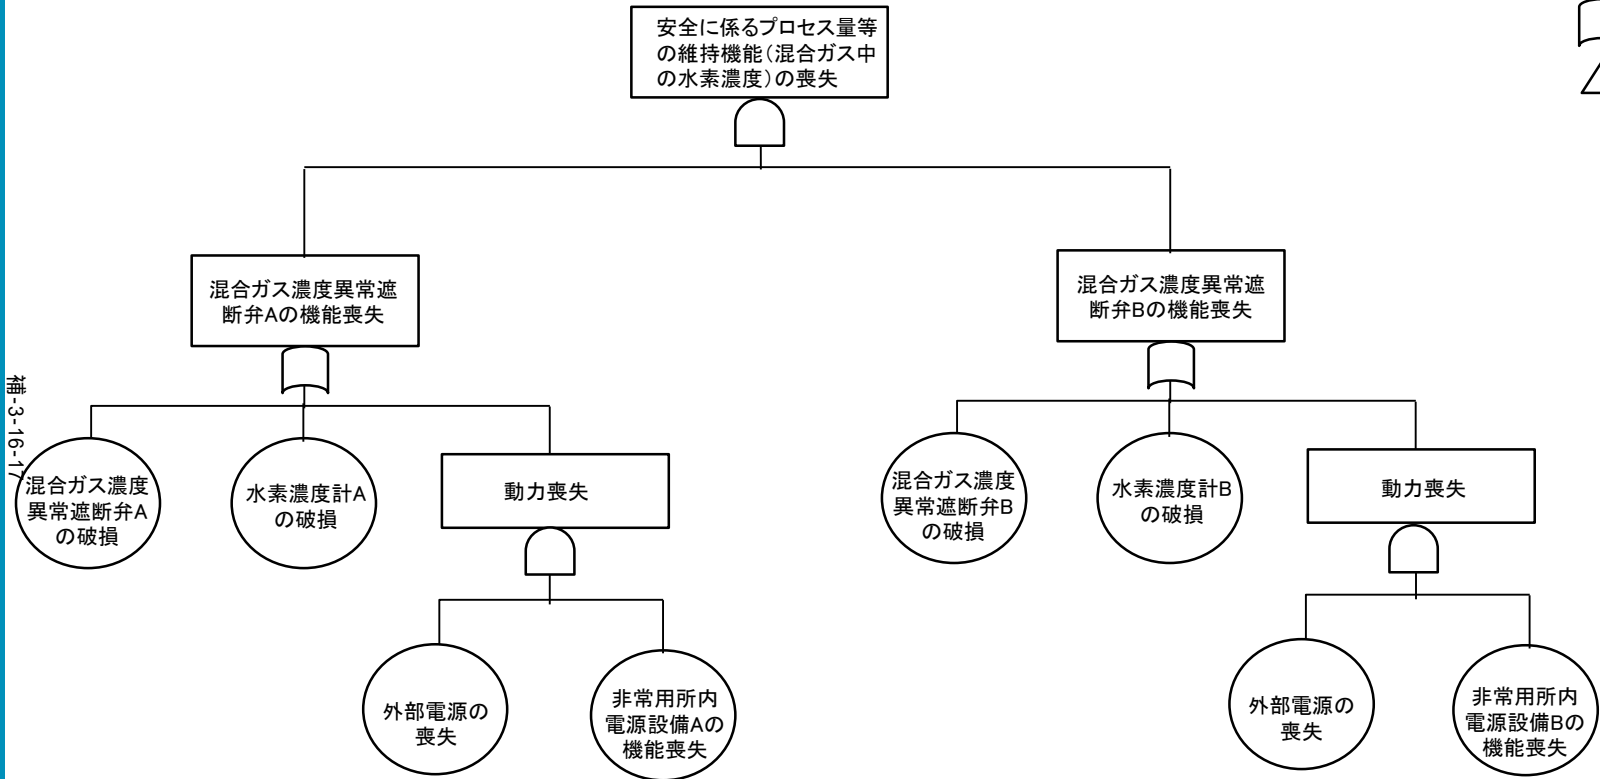 安全に係るプロセス量等
の維持機能（混合ガス中
の水素濃度）の喪失
混合ガス濃度異常遮
断弁Aの機能喪失
混合ガス濃度異常遮
断弁Bの機能喪失
補-3-16-17
混合ガス濃度
異常遮断弁A
の破損
水素濃度計A
の破損
動力喪失
混合ガス濃度
異常遮断弁B
の破損
水素濃度計B
の破損
動力喪失
外部電源の
喪失
非常用所内
電源設備Aの
機能喪失
外部電源の
喪失
非常用所内
電源設備Bの
機能喪失